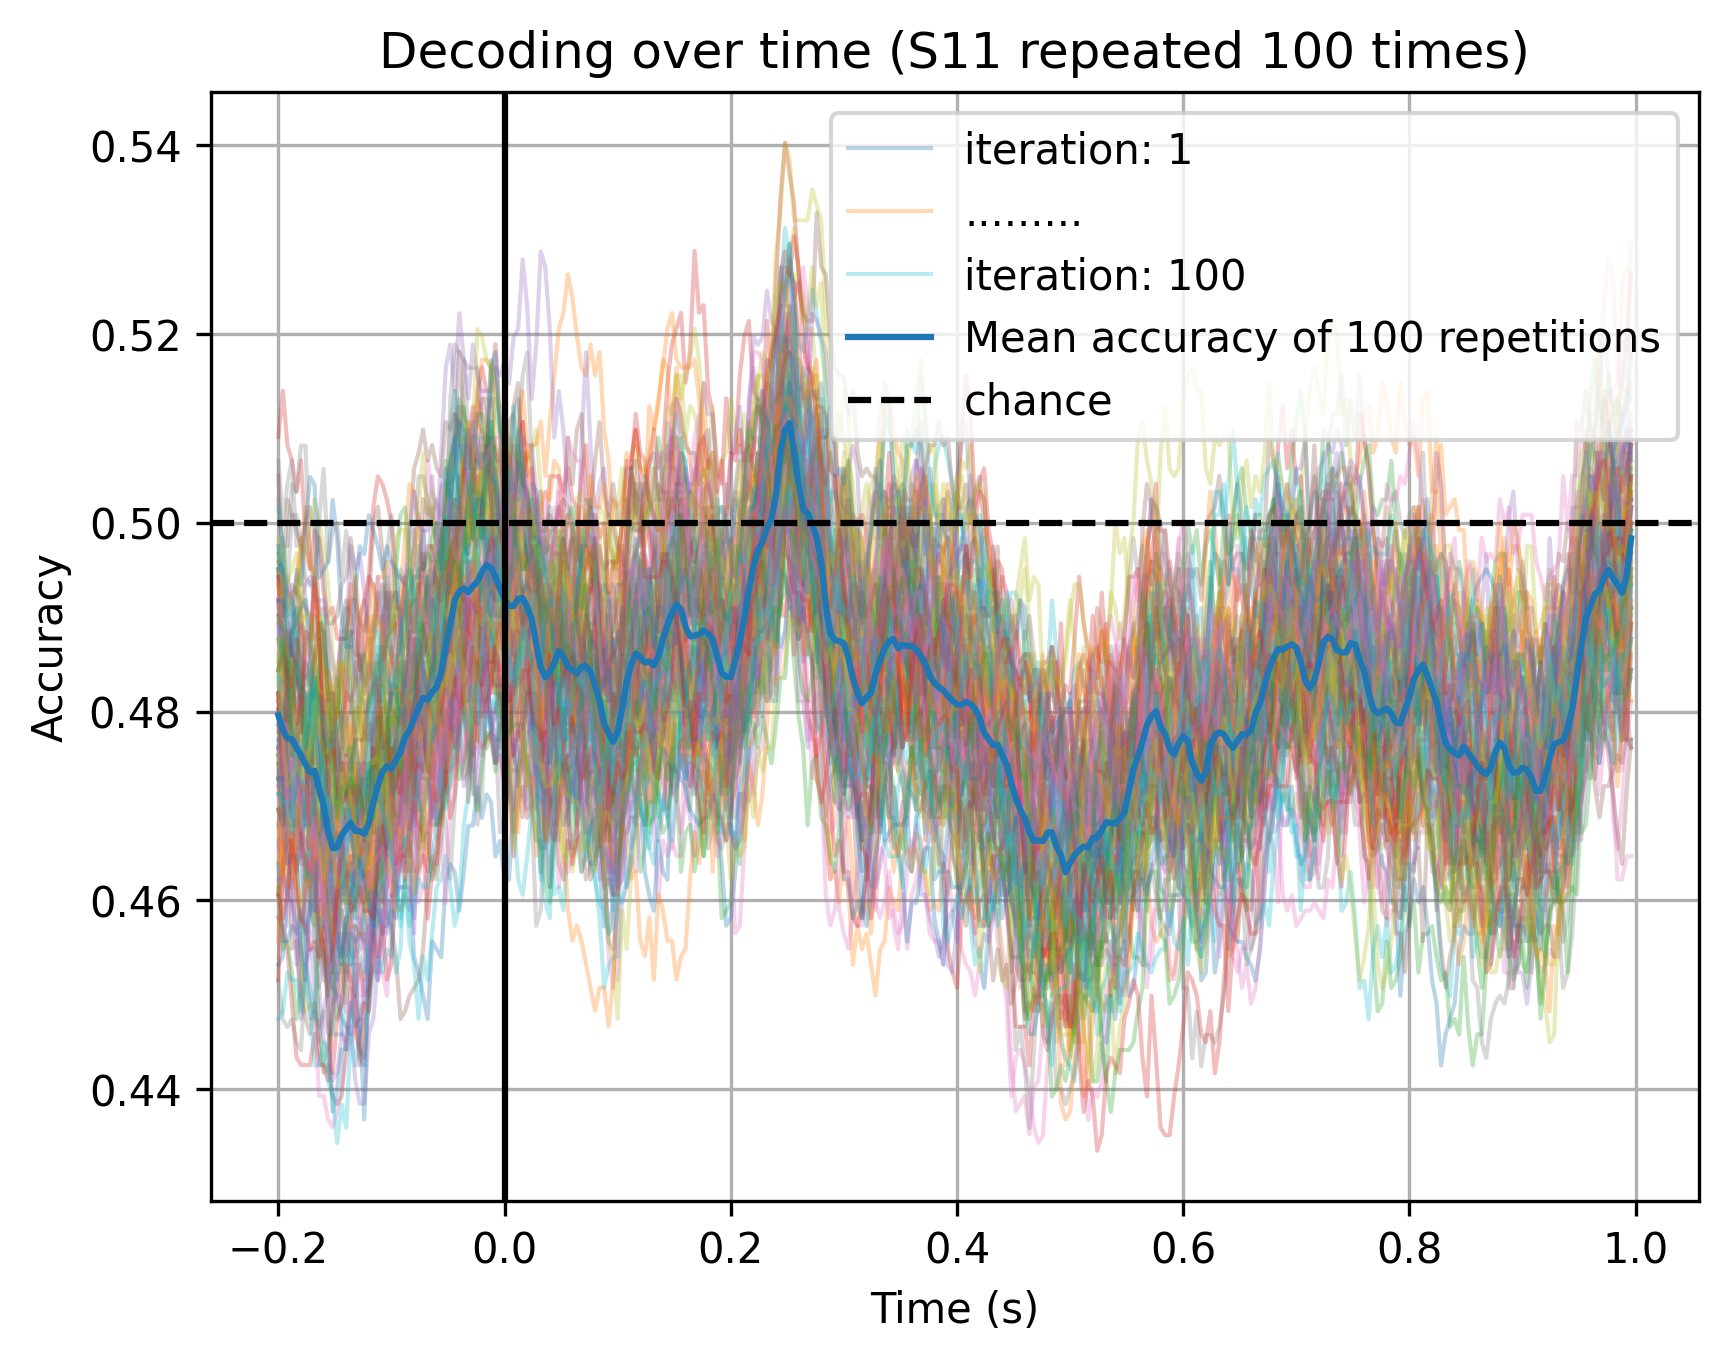 Decoding over time (S11 repeated 100 times)
0.54
0.52
0.50
0.48
0.46
0.44
Accuracy
iteration: 1
.........
iteration: 100
Mean accuracy of 100 repetitions
chance
−0.2 0.0 0.2 0.4 0.6 0.8 1.0
Time (s)